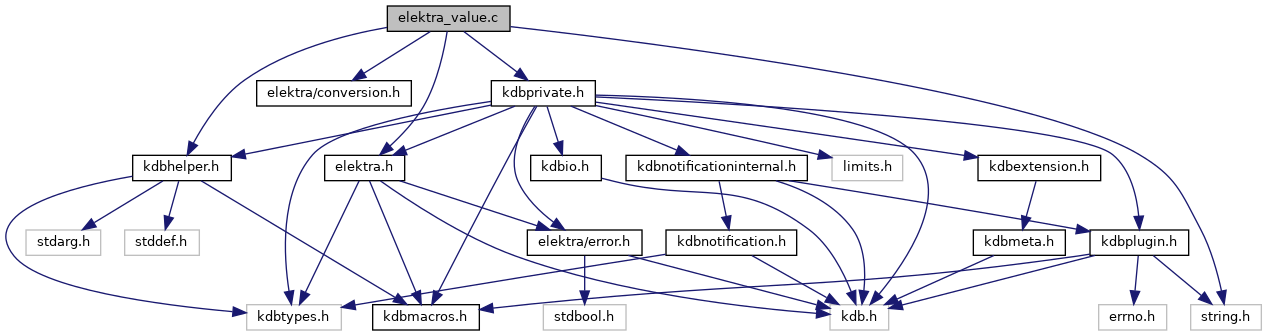 elektra_value.c
elektra/conversion.h
kdbprivate.h
kdbhelper.h
elektra.h
kdbio.h
kdbnotificationinternal.h
limits.h
kdbextension.h
stdarg.h
stddef.h
elektra/error.h
kdbnotification.h
kdbmeta.h
kdbplugin.h
kdbtypes.h
kdbmacros.h
stdbool.h
kdb.h
errno.h
string.h